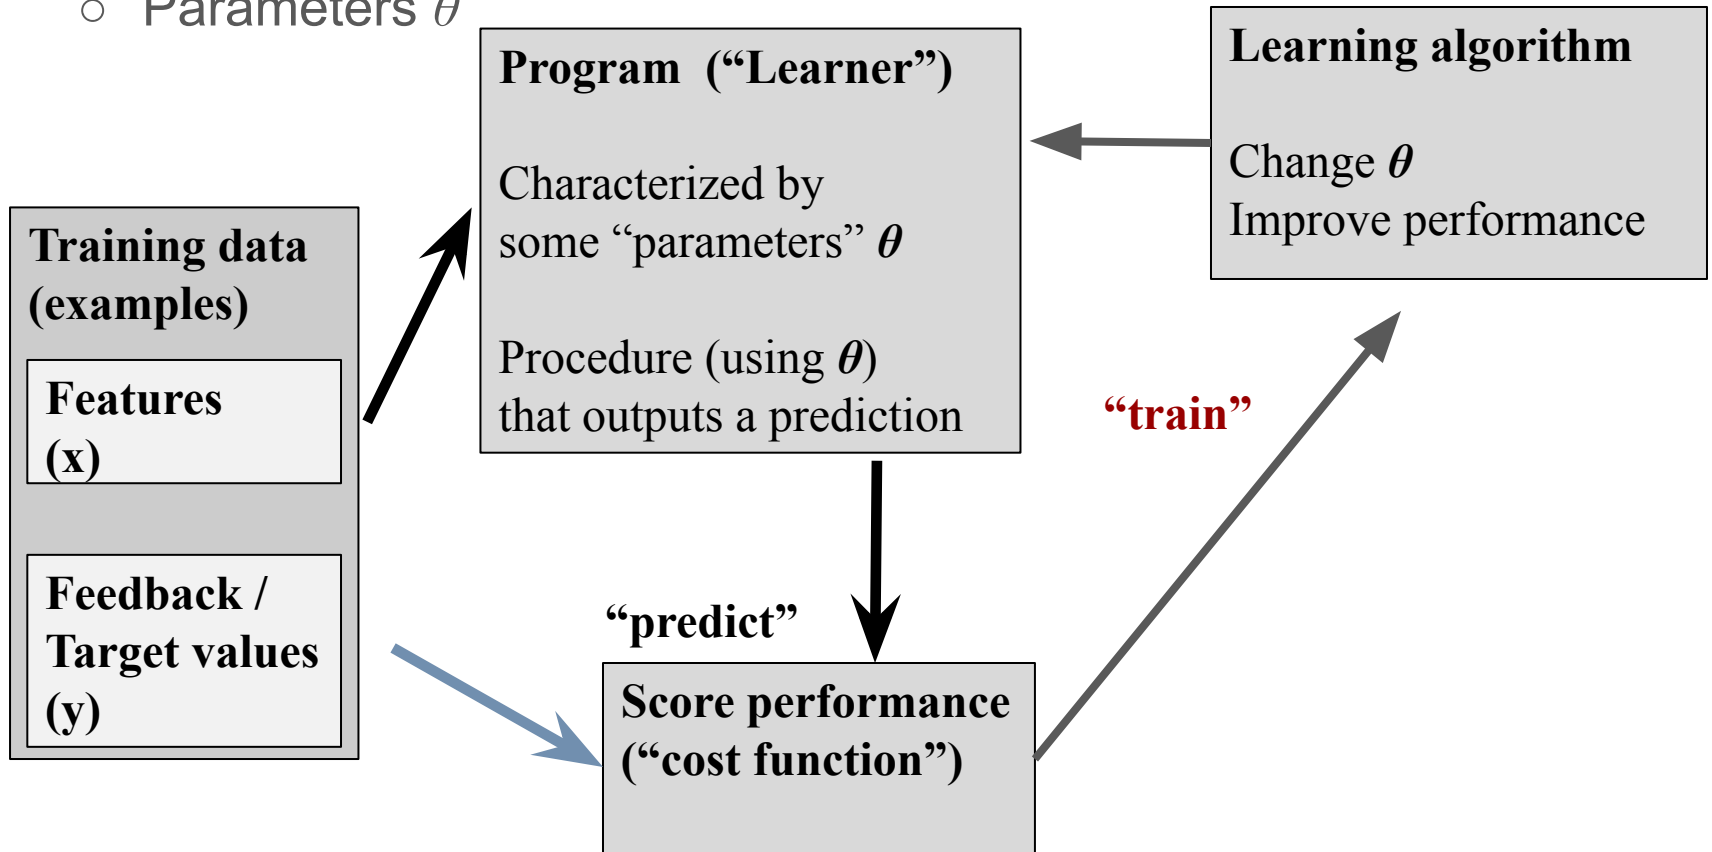 ○ Parameters θ
Program (“Learner”)
Characterized by
some “parameters” θ
Procedure (using θ)
that outputs a prediction
Learning algorithm
Change θ
Improve performance
Training data
(examples)
Features
(x)
Feedback /
Target values
(y)
“train”
“predict”
Score performance
(“cost function”)